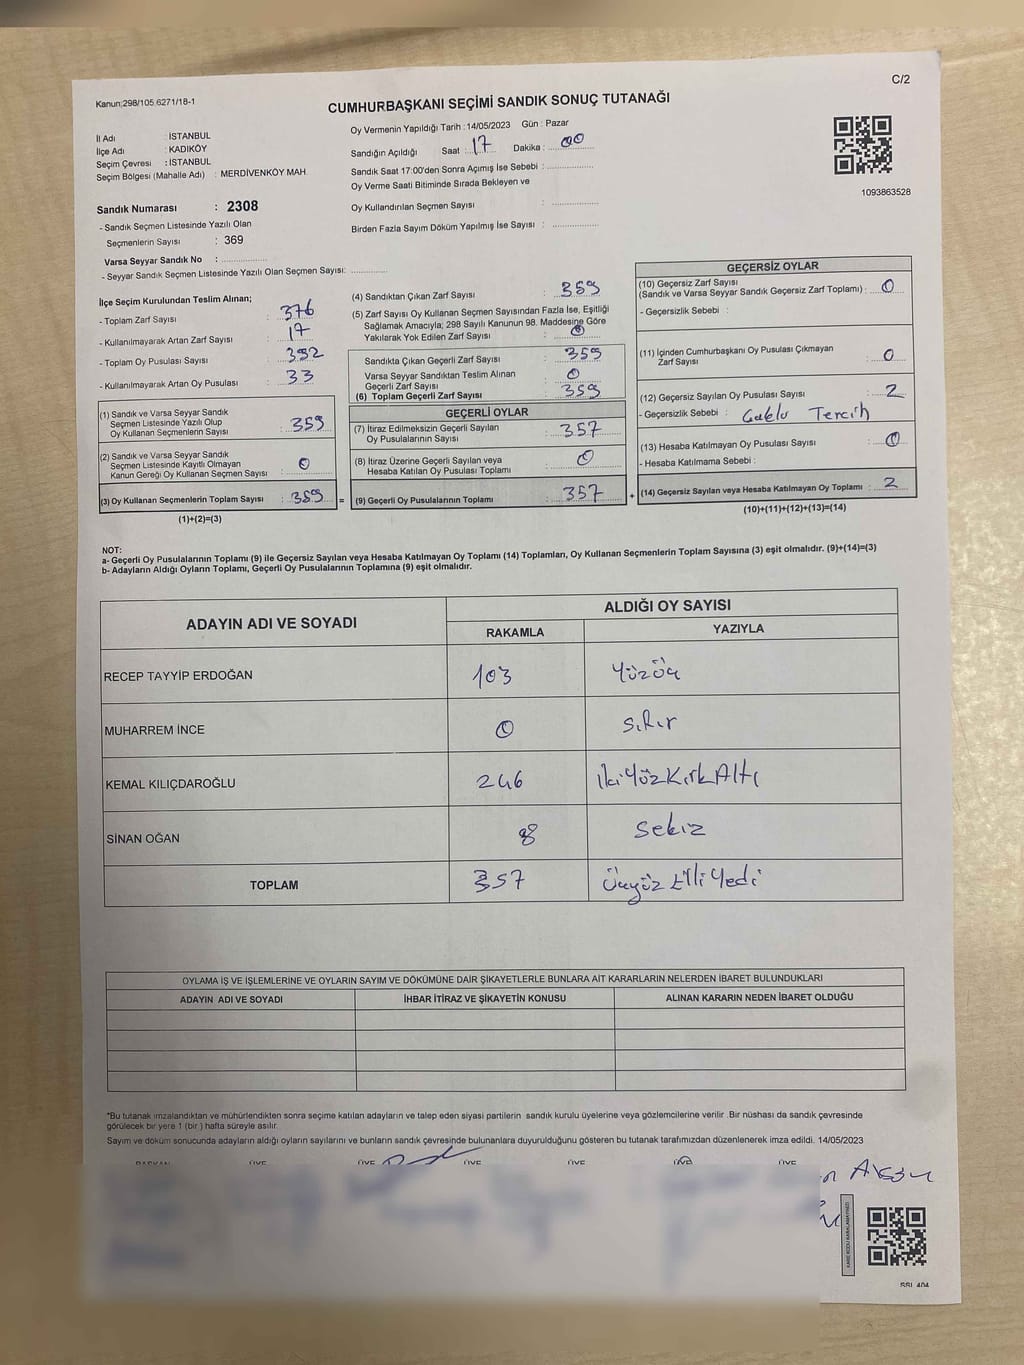 C/2
Kanun;298/105.6271/18-1
CUMHURBAŞKANI SEÇİMİ SANDIK SONUÇ TUTANAĞI
İl Adı : İSTANBUL
İlçe Adı : KADIKÖY
Seçim Çevresi : İSTANBUL
Seçim Bölgesi (Mahalle Adı) : MERDİVENKÖY MAH.
Oy Vermenin Yapıldığı Tarih : 14/05/2023 Gün : Pazar
Sandığın Açıldığı Saat : 17 Dakika : 00
Sandık Saat 17:00'den Sonra Açımış İse Sebebi :
Oy Verme Saati Bitiminde Sırada Bekleyen ve
Oy Kullandırılan Seçmen Sayısı :
Birden Fazla Sayım Döküm Yapılmış İse Sayısı :
1093863528
Sandık Numarası : 2308
- Sandık Seçmen Listesinde Yazılı Olan
Seçmenlerin Sayısı : 369
Varsa Seyyar Sandık No :
- Seyyar Sandık Seçmen Listesinde Yazılı Olan Seçmen Sayısı:
İlçe Seçim Kurulundan Teslim Alınan;
- Toplam Zarf Sayısı : 376
- Kullanılmayarak Artan Zarf Sayısı : 17
- Toplam Oy Pusulası Sayısı : 392
- Kullanılmayarak Artan Oy Pusulası : 33
(1) Sandık ve Varsa Seyyar Sandık
Seçmen Listesinde Yazılı Olup
Oy Kullanan Seçmenlerin Sayısı : 359
(2) Sandık ve Varsa Seyyar Sandık
Seçmen Listesinde Kayıtlı Olmayan
Kanun Gereği Oy Kullanan Seçmen Sayısı : 0
(3) Oy Kullanan Seçmenlerin Toplam Sayısı : 359 =
(1)+(2)=(3)
(4) Sandıktan Çıkan Zarf Sayısı : 359
(5) Zarf Sayısı Oy Kullanan Seçmen Sayısından Fazla İse, Eşitliği
Sağlamak Amacıyla; 298 Sayılı Kanunun 98. Maddesine Göre
Yakılarak Yok Edilen Zarf Sayısı : 0
Sandıkta Çıkan Geçerli Zarf Sayısı : 359
Varsa Seyyar Sandıktan Teslim Alınan
Geçerli Zarf Sayısı : 0
(6) Toplam Geçerli Zarf Sayısı : 359
GEÇERLİ OYLAR
(7) İtiraz Edilmeksizin Geçerli Sayılan
Oy Pusulalarının Sayısı : 357
(8) İtiraz Üzerine Geçerli Sayılan veya
Hesaba Katılan Oy Pusulası Toplamı : 0
(9) Geçerli Oy Pusulalarının Toplamı : 357 +
GEÇERSİZ OYLAR
(10) Geçersiz Zarf Sayısı
(Sandık ve Varsa Seyyar Sandık Geçersiz Zarf Toplamı) : 0
- Geçersizlik Sebebi :
(11) İçinden Cumhurbaşkanı Oy Pusulası Çıkmayan
Zarf Sayısı : 0
(12) Geçersiz Sayılan Oy Pusulası Sayısı : 2
- Geçersizlik Sebebi : Çoklu Tercih
(13) Hesaba Katılmayan Oy Pusulası Sayısı : 0
- Hesaba Katılmama Sebebi :
(14) Geçersiz Sayılan veya Hesaba Katılmayan Oy Toplamı : 2
(10)+(11)+(12)+(13)=(14)
NOT:
a- Geçerli Oy Pusulalarının Toplamı (9) ile Geçersiz Sayılan veya Hesaba Katılmayan Oy Toplamı (14) Toplamları, Oy Kullanan Seçmenlerin Toplam Sayısına (3) eşit olmalıdır. (9)+(14)=(3)
b- Adayların Aldığı Oyların Toplamı, Geçerli Oy Pusulalarının Toplamına (9) eşit olmalıdır.
ADAYIN ADI VE SOYADI
ALDIĞI OY SAYISI
RAKAMLA YAZIYLA
RECEP TAYYİP ERDOĞAN 103 Yüzüç
MUHARREM İNCE 0 sıfır
KEMAL KILIÇDAROĞLU 246 İkiYüzKırkAltı
SİNAN OĞAN 8 sekiz
TOPLAM 357 Üçyüz ElliYedi
OYLAMA İŞ VE İŞLEMLERİNE VE OYLARIN SAYIM VE DÖKÜMÜNE DAİR ŞİKAYETLERLE BUNLARA AİT KARARLARIN NELERDEN İBARET BULUNDUKLARI
ADAYIN ADI VE SOYADI İHBAR İTİRAZ VE ŞİKAYETİN KONUSU ALINAN KARARIN NEDEN İBARET OLDUĞU
*Bu tutanak imzalandıktan ve mühürlendikten sonra seçime katılan adayların ve talep eden siyasi partilerin sandık kurulu üyelerine veya gözlemcilerine verilir .Bir nüshası da sandık çevresinde
görülecek bir yere 1 (bir ) hafta süreyle asılır.
Sayım ve döküm sonucunda adayların aldığı oyların sayılarını ve bunların sandık çevresinde bulunanlara duyurulduğunu gösteren bu tutanak tarafımızdan düzenlenerek imza edildi. 14/05/2023
BAŞKAN ÜYE ÜYE ÜYE ÜYE ÜYE ÜYE